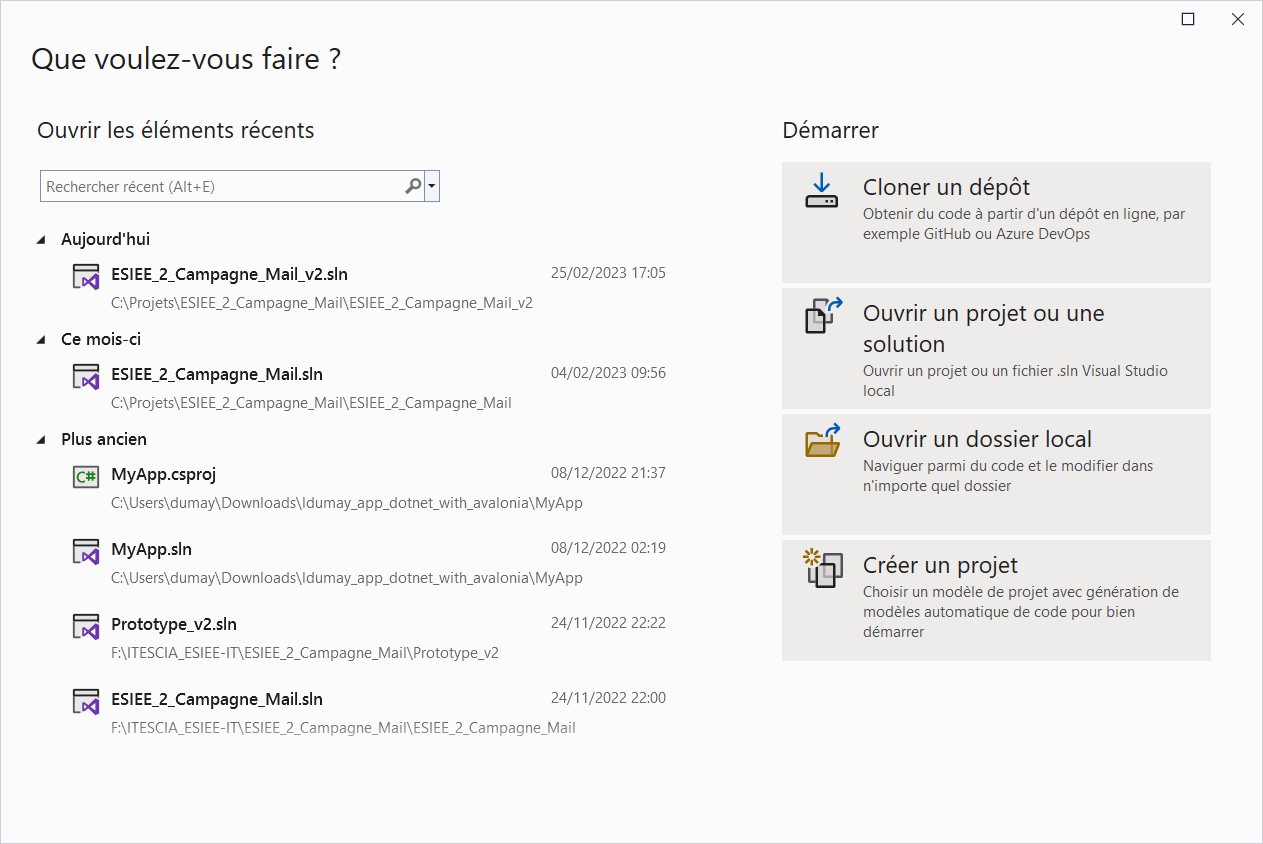 Que voulez-vous faire ?
Ouvrir les éléments récents
Rechercher récent (Alt+E)
Aujourd'hui
ESIEE_2_Campagne_Mail_v2.sln 25/02/2023 17:05
C:\Projets\ESIEE_2_Campagne_Mail\ESIEE_2_Campagne_Mail_v2
Ce mois-ci
ESIEE_2_Campagne_Mail.sln 04/02/2023 09:56
C:\Projets\ESIEE_2_Campagne_Mail\ESIEE_2_Campagne_Mail
Plus ancien
C# MyApp.csproj 08/12/2022 21:37
C:\Users\dumay\Downloads\ldumay_app_dotnet_with_avalonia\MyApp
MyApp.sln 08/12/2022 02:19
C:\Users\dumay\Downloads\ldumay_app_dotnet_with_avalonia\MyApp
Prototype_v2.sln 24/11/2022 22:22
F:\ITESCIA_ESIEE-IT\ESIEE_2_Campagne_Mail\Prototype_v2
ESIEE_2_Campagne_Mail.sln 24/11/2022 22:00
F:\ITESCIA_ESIEE-IT\ESIEE_2_Campagne_Mail\ESIEE_2_Campagne_Mail
Démarrer
Cloner un dépôt
Obtenir du code à partir d'un dépôt en ligne, par
exemple GitHub ou Azure DevOps
Ouvrir un projet ou une
solution
Ouvrir un projet ou un fichier .sln Visual Studio
local
Ouvrir un dossier local
Naviguer parmi du code et le modifier dans
n'importe quel dossier
Créer un projet
Choisir un modèle de projet avec génération de
modèles automatique de code pour bien
démarrer